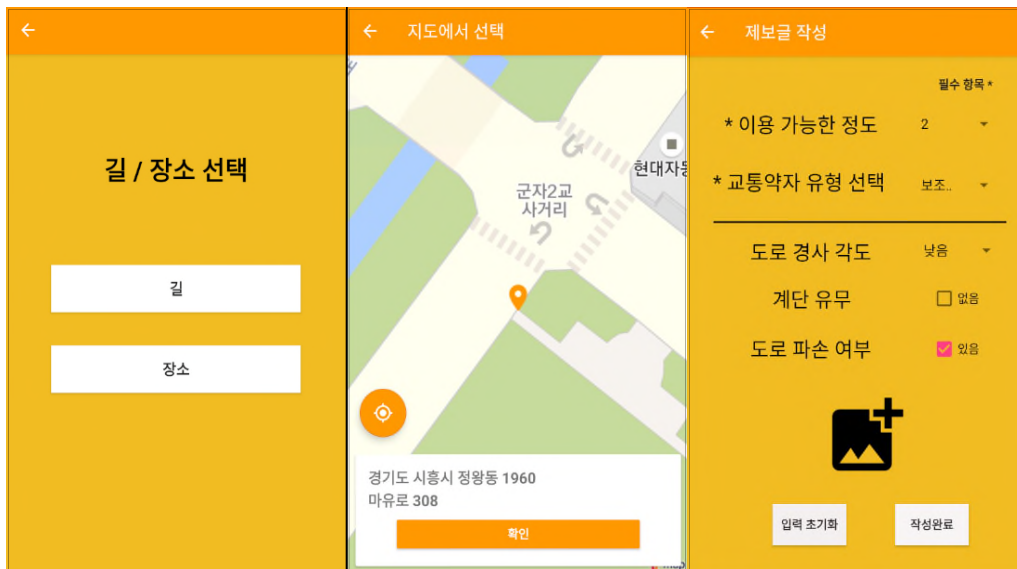 길 / 장소 선택
길
장소
지도에서 선택
현대자동
군자2교
사거리
경기도 시흥시 정왕동 1960
마유로 308
확인
map
제보글 작성
필수 항목 *
* 이용 가능한 정도 2
* 교통약자 유형 선택 보조..
도로 경사 각도 낮음
계단 유무 없음
도로 파손 여부 있음
입력 초기화 작성완료